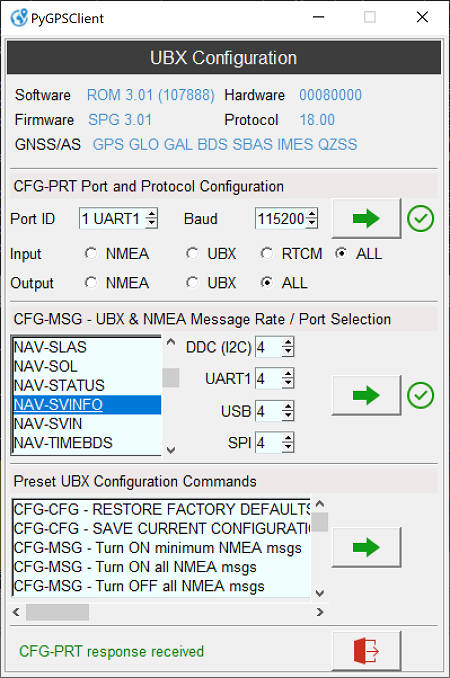 PyGPSClient
UBX Configuration
Software ROM 3.01 (107888) Hardware 00080000
Firmware SPG 3.01 Protocol 18.00
GNSS/AS GPS GLO GAL BDS SBAS IMES QZSS
CFG-PRT Port and Protocol Configuration
Port ID 1 UART1 Baud 115200
Input NMEA UBX RTCM ALL
Output NMEA UBX ALL
CFG-MSG - UBX & NMEA Message Rate / Port Selection
NAV-SLAS
NAV-SOL
NAV-STATUS
NAV-SVINFO
NAV-SVIN
NAV-TIMEBDS
DDC (I2C) 4
UART1 4
USB 4
SPI 4
Preset UBX Configuration Commands
CFG-CFG - RESTORE FACTORY DEFAULTS
CFG-CFG - SAVE CURRENT CONFIGURATI
CFG-MSG - Turn ON minimum NMEA msgs
CFG-MSG - Turn ON all NMEA msgs
CFG-MSG - Turn OFF all NMEA msgs
CFG-PRT response received